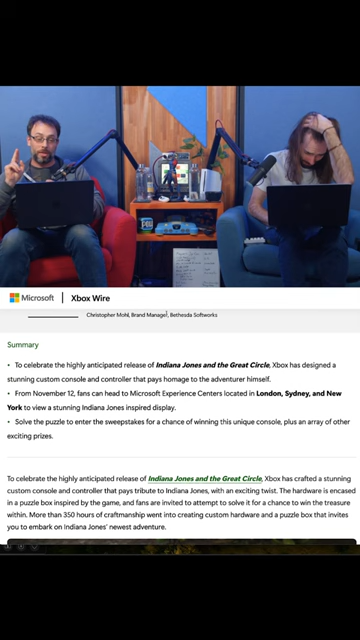 Microsoft | Xbox Wire
Christopher Mohl, Brand Manager, Bethesda Softworks
Summary
• To celebrate the highly anticipated release of Indiana Jones and the Great Circle, Xbox has designed a
stunning custom console and controller that pays homage to the adventurer himself.
• From November 12, fans can head to Microsoft Experience Centers located in London, Sydney, and New
York to view a stunning Indiana Jones inspired display.
• Solve the puzzle to enter the sweepstakes for a chance of winning this unique console, plus an array of other
exciting prizes.
To celebrate the highly anticipated release of Indiana Jones and the Great Circle, Xbox has crafted a stunning
custom console and controller that pays tribute to Indiana Jones, with an exciting twist. The hardware is encased
in a puzzle box inspired by the game, and fans are invited to attempt to solve it for a chance to win the treasure
within. More than 350 hours of craftmanship went into creating custom hardware and a puzzle box that invites
you to embark on Indiana Jones' newest adventure.